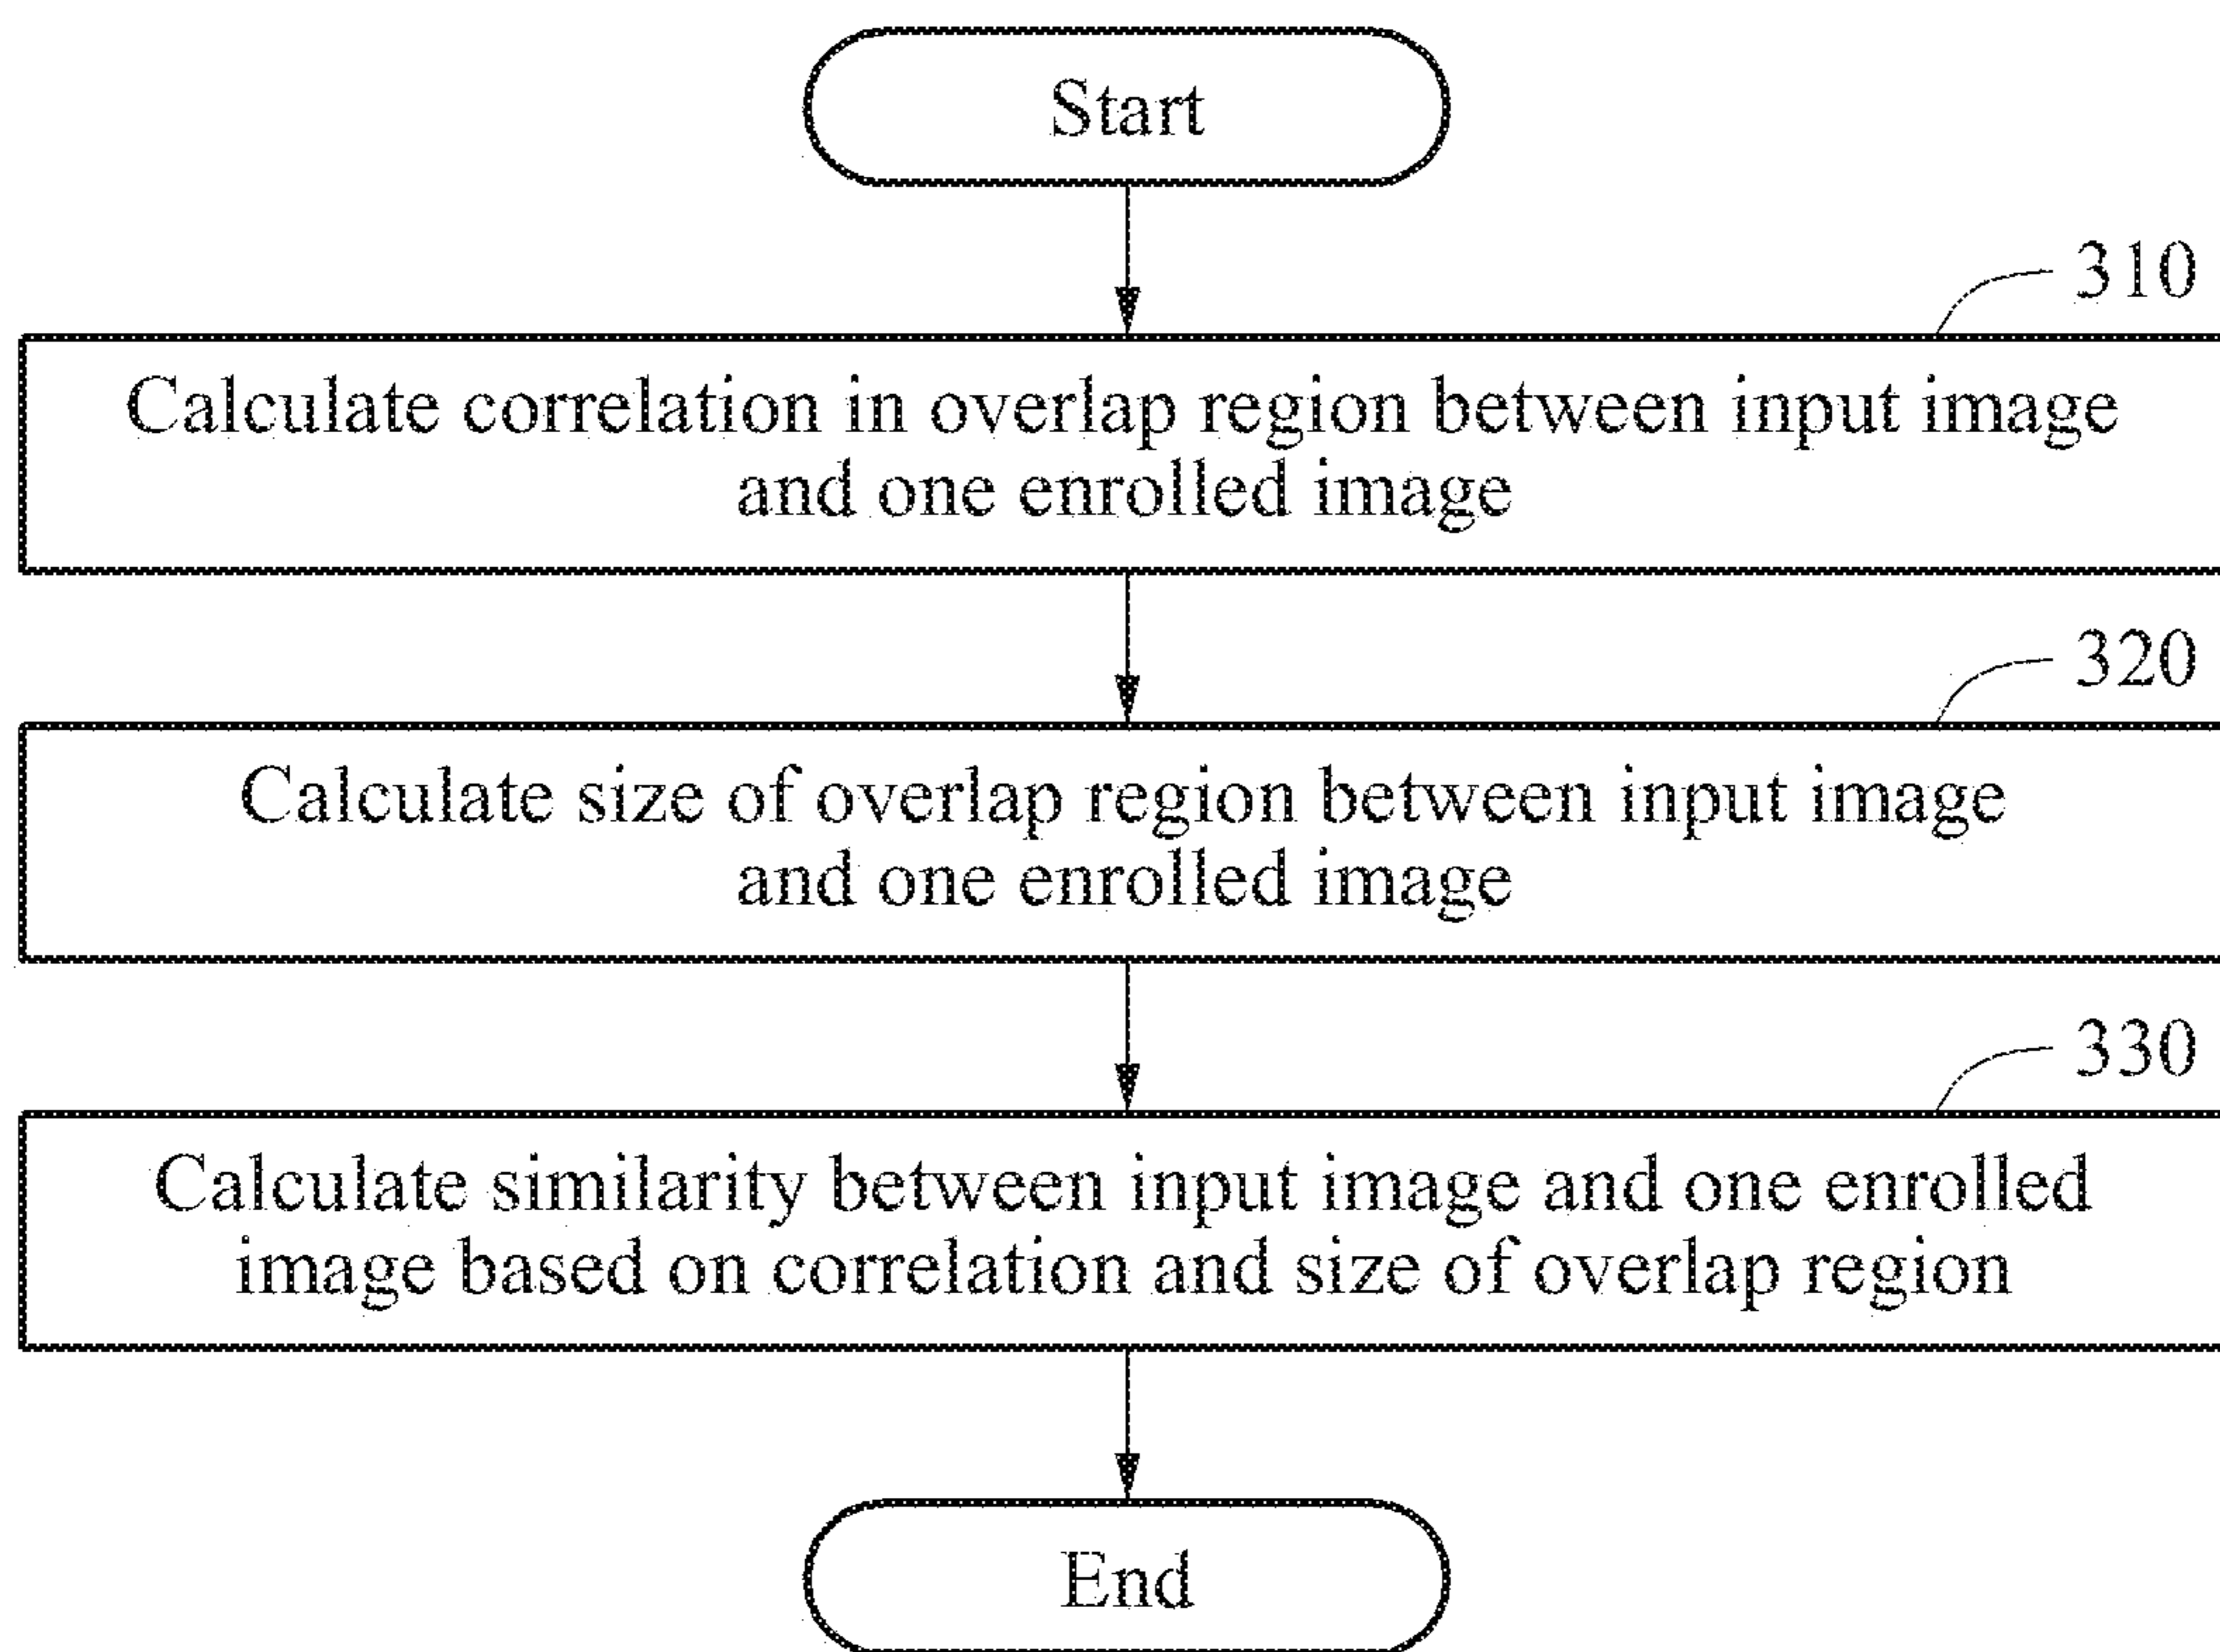 Start
310
Calculate correlation in overlap region between input image
and one enrolled image
320
Calculate size of overlap region between input image
and one enrolled image
330
Calculate similarity between input image and one enrolled
image based on correlation and size of overlap region
End